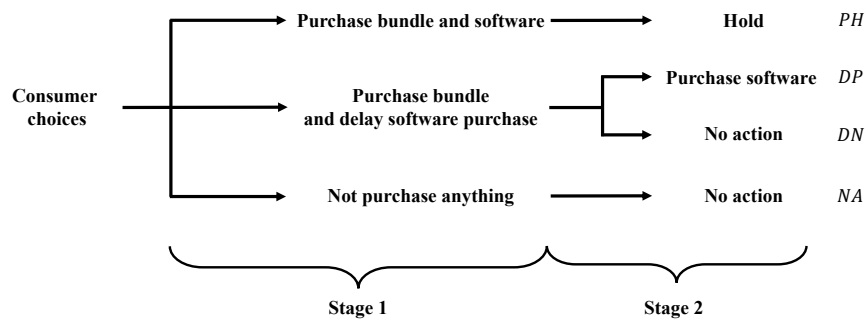 Purchase bundle and software
Hold
PH
Consumer
choices
Purchase bundle
and delay software purchase
Purchase software
DP
No action
DN
Not purchase anything
No action
NA
Stage 1
Stage 2